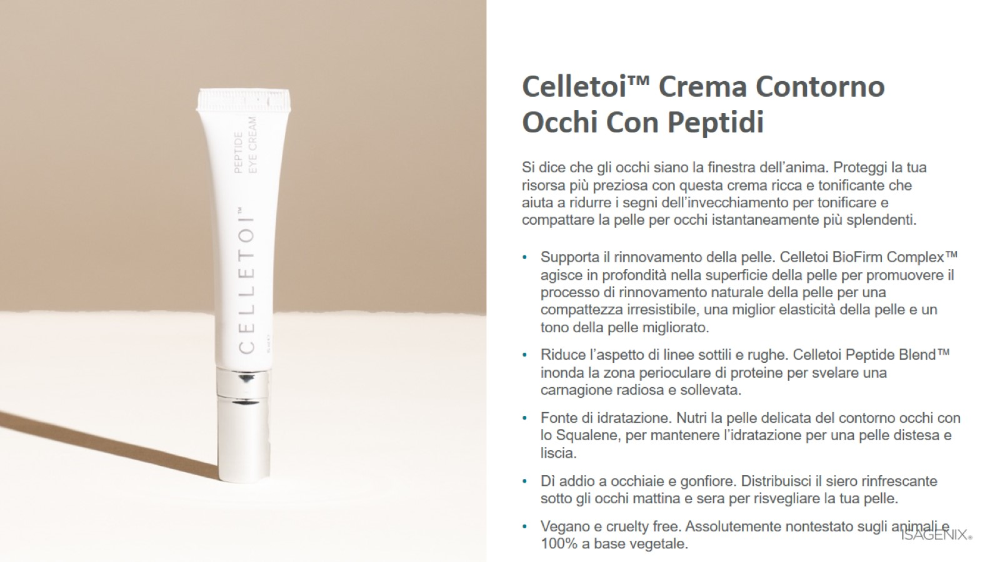 PEPTIDE
EYE CREAM
CELLETOI™
Celletoi™ Crema Contorno
Occhi Con Peptidi
Si dice che gli occhi siano la finestra dell’anima. Proteggi la tua
risorsa più preziosa con questa crema ricca e tonificante che
aiuta a ridurre i segni dell’invecchiamento per tonificare e
compattare la pelle per occhi istantaneamente più splendenti.
• Supporta il rinnovamento della pelle. Celletoi BioFirm Complex™
agisce in profondità nella superficie della pelle per promuovere il
processo di rinnovamento naturale della pelle per una
compattezza irresistibile, una miglior elasticità della pelle e un
tono della pelle migliorato.
• Riduce l’aspetto di linee sottili e rughe. Celletoi Peptide Blend™
inonda la zona perioculare di proteine per svelare una
carnagione radiosa e sollevata.
• Fonte di idratazione. Nutri la pelle delicata del contorno occhi con
lo Squalene, per mantenere l’idratazione per una pelle distesa e
liscia.
• Dì addio a occhiaie e gonfiore. Distribuisci il siero rinfrescante
sotto gli occhi mattina e sera per risvegliare la tua pelle.
• Vegano e cruelty free. Assolutamente nontestato sugli animali e
100% a base vegetale.
ISAGENIX®